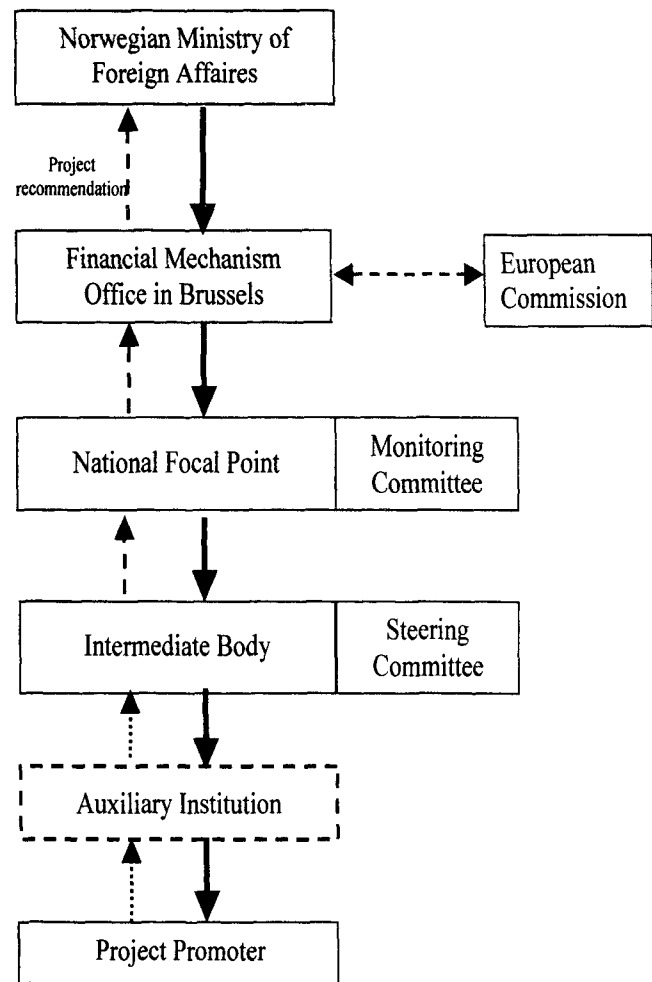 Norwegian Ministry of
Foreign Affaires
Project
recommendation
Financial Mechanism
Office in Brussels
European
Commission
National Focal Point
Monitoring
Committee
Intermediate Body
Steering
Committee
Auxiliary Institution
Project Promoter